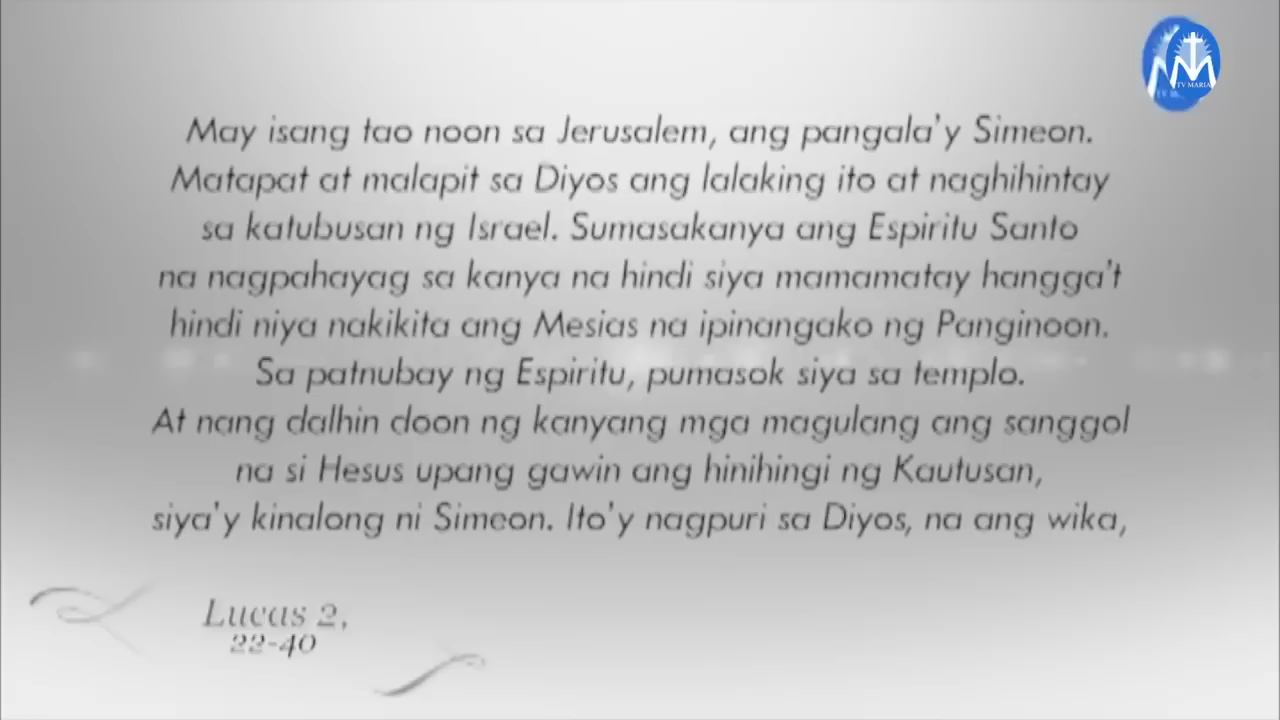 TV MARIA
May isang tao noon sa Jerusalem, ang pangala'y Simeon.
Matapat at malapit sa Diyos ang lalaking ito at naghihintay
sa katubusan ng Israel. Sumasakanya ang Espiritu Santo
na nagpahayag sa kanya na hindi siya mamamatay hangga't
hindi niya nakikita ang Mesias na ipinangako ng Panginoon.
Sa patnubay ng Espiritu, pumasok siya sa templo.
At nang dalhin doon ng kanyang mga magulang ang sanggol
na si Hesus upang gawin ang hinihingi ng Kautusan,
siya'y kinalong ni Simeon. Ito'y nagpuri sa Diyos, na ang wika,
Lucas 2,
22-40